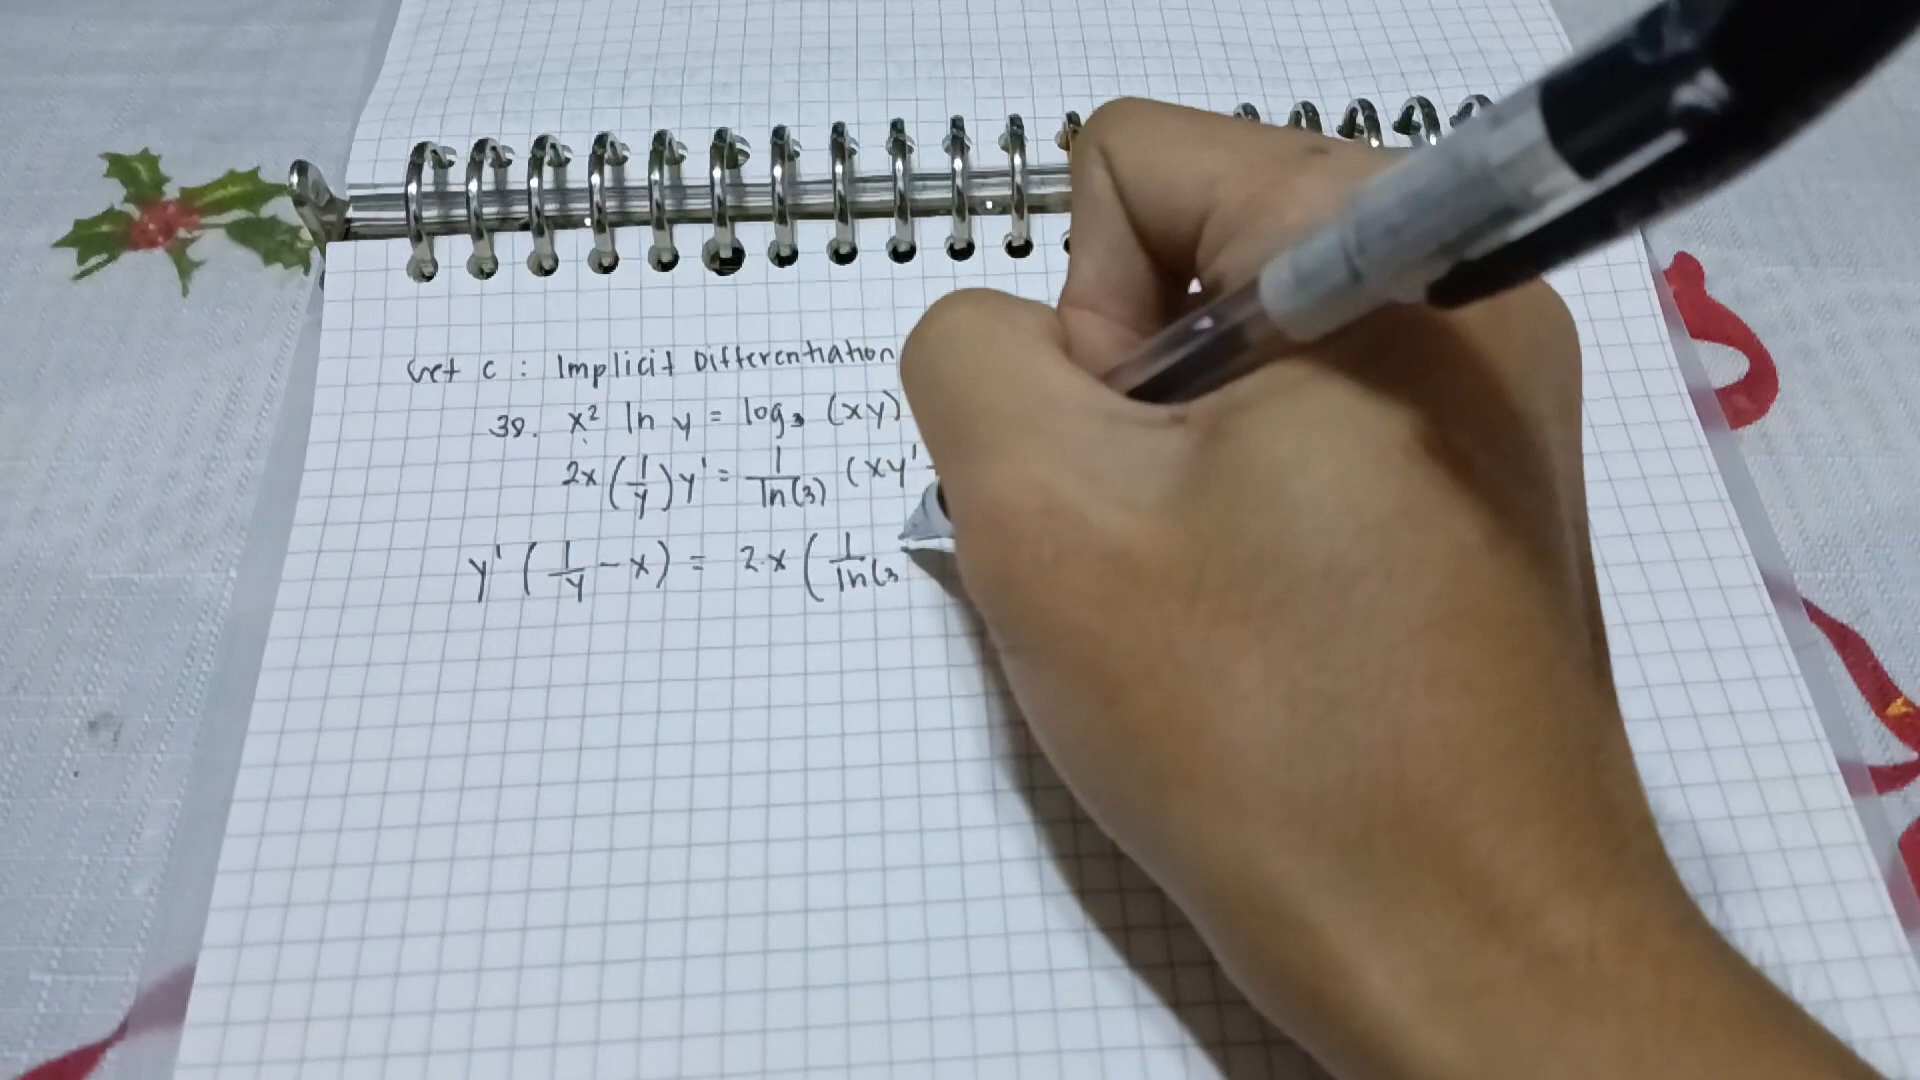 Set C : Implicit Differentiation
38. x² ln y = log₃ (xy)
2x (1/y) y' = 1/ln(3) (xy'
y' (1/y - x) = 2x (1/ln(3